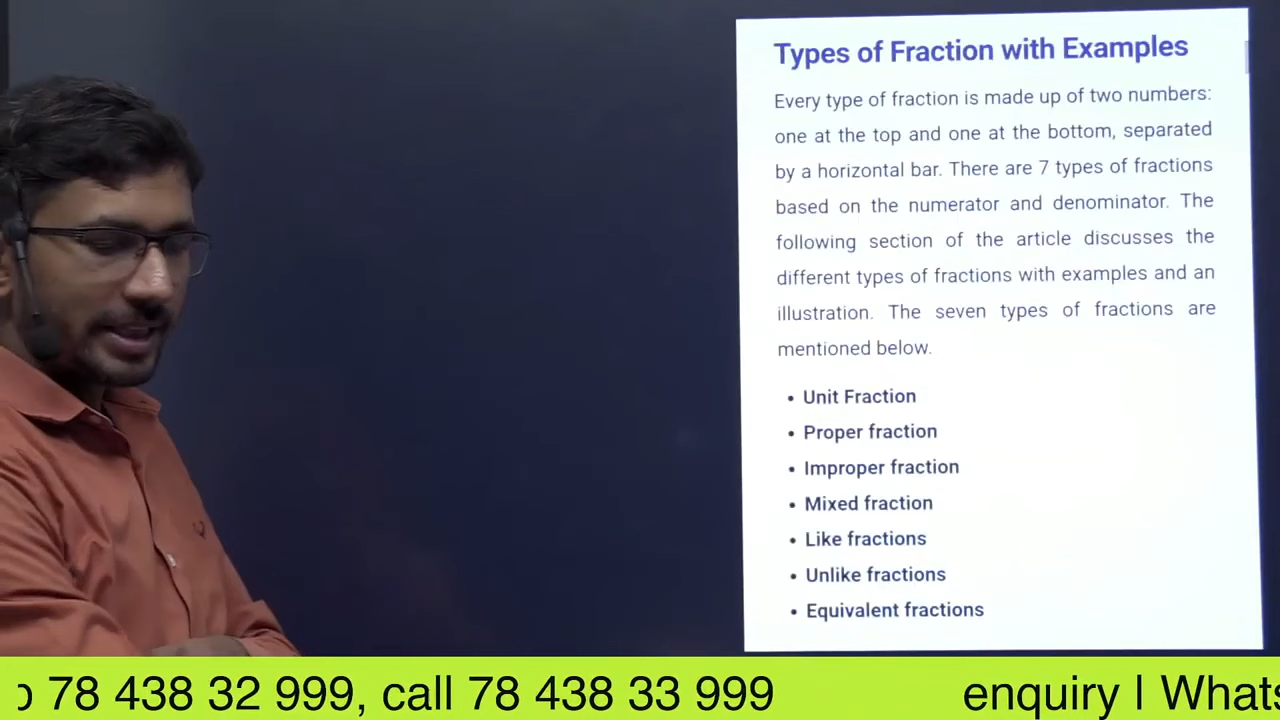 Types of Fraction with Examples
Every type of fraction is made up of two numbers:
one at the top and one at the bottom, separated
by a horizontal bar. There are 7 types of fractions
based on the numerator and denominator. The
following section of the article discusses the
different types of fractions with examples and an
illustration. The seven types of fractions are
mentioned below.
• Unit Fraction
• Proper fraction
• Improper fraction
• Mixed fraction
• Like fractions
• Unlike fractions
• Equivalent fractions
78 438 32 999, call 78 438 33 999 enquiry I